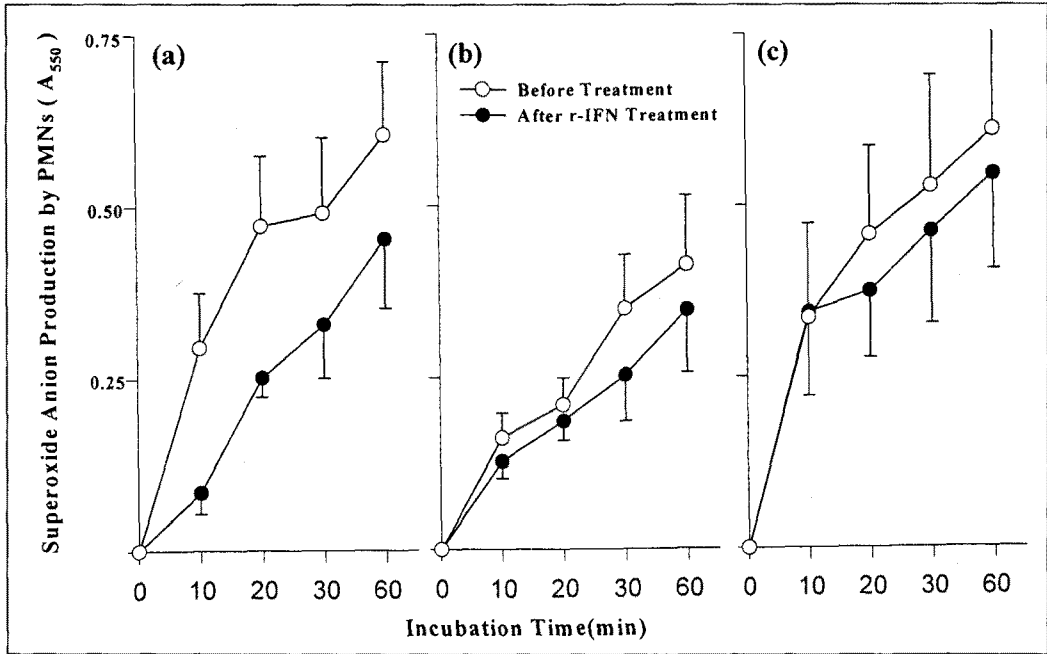 Superoxide Anion Production by PMNs ( A550)
0.75
0.50
0.25
(a)
(b)
(c)
Before Treatment
After r-IFN Treatment
0 10 20 30 60
0 10 20 30 60
0 10 20 30 60
Incubation Time(min)